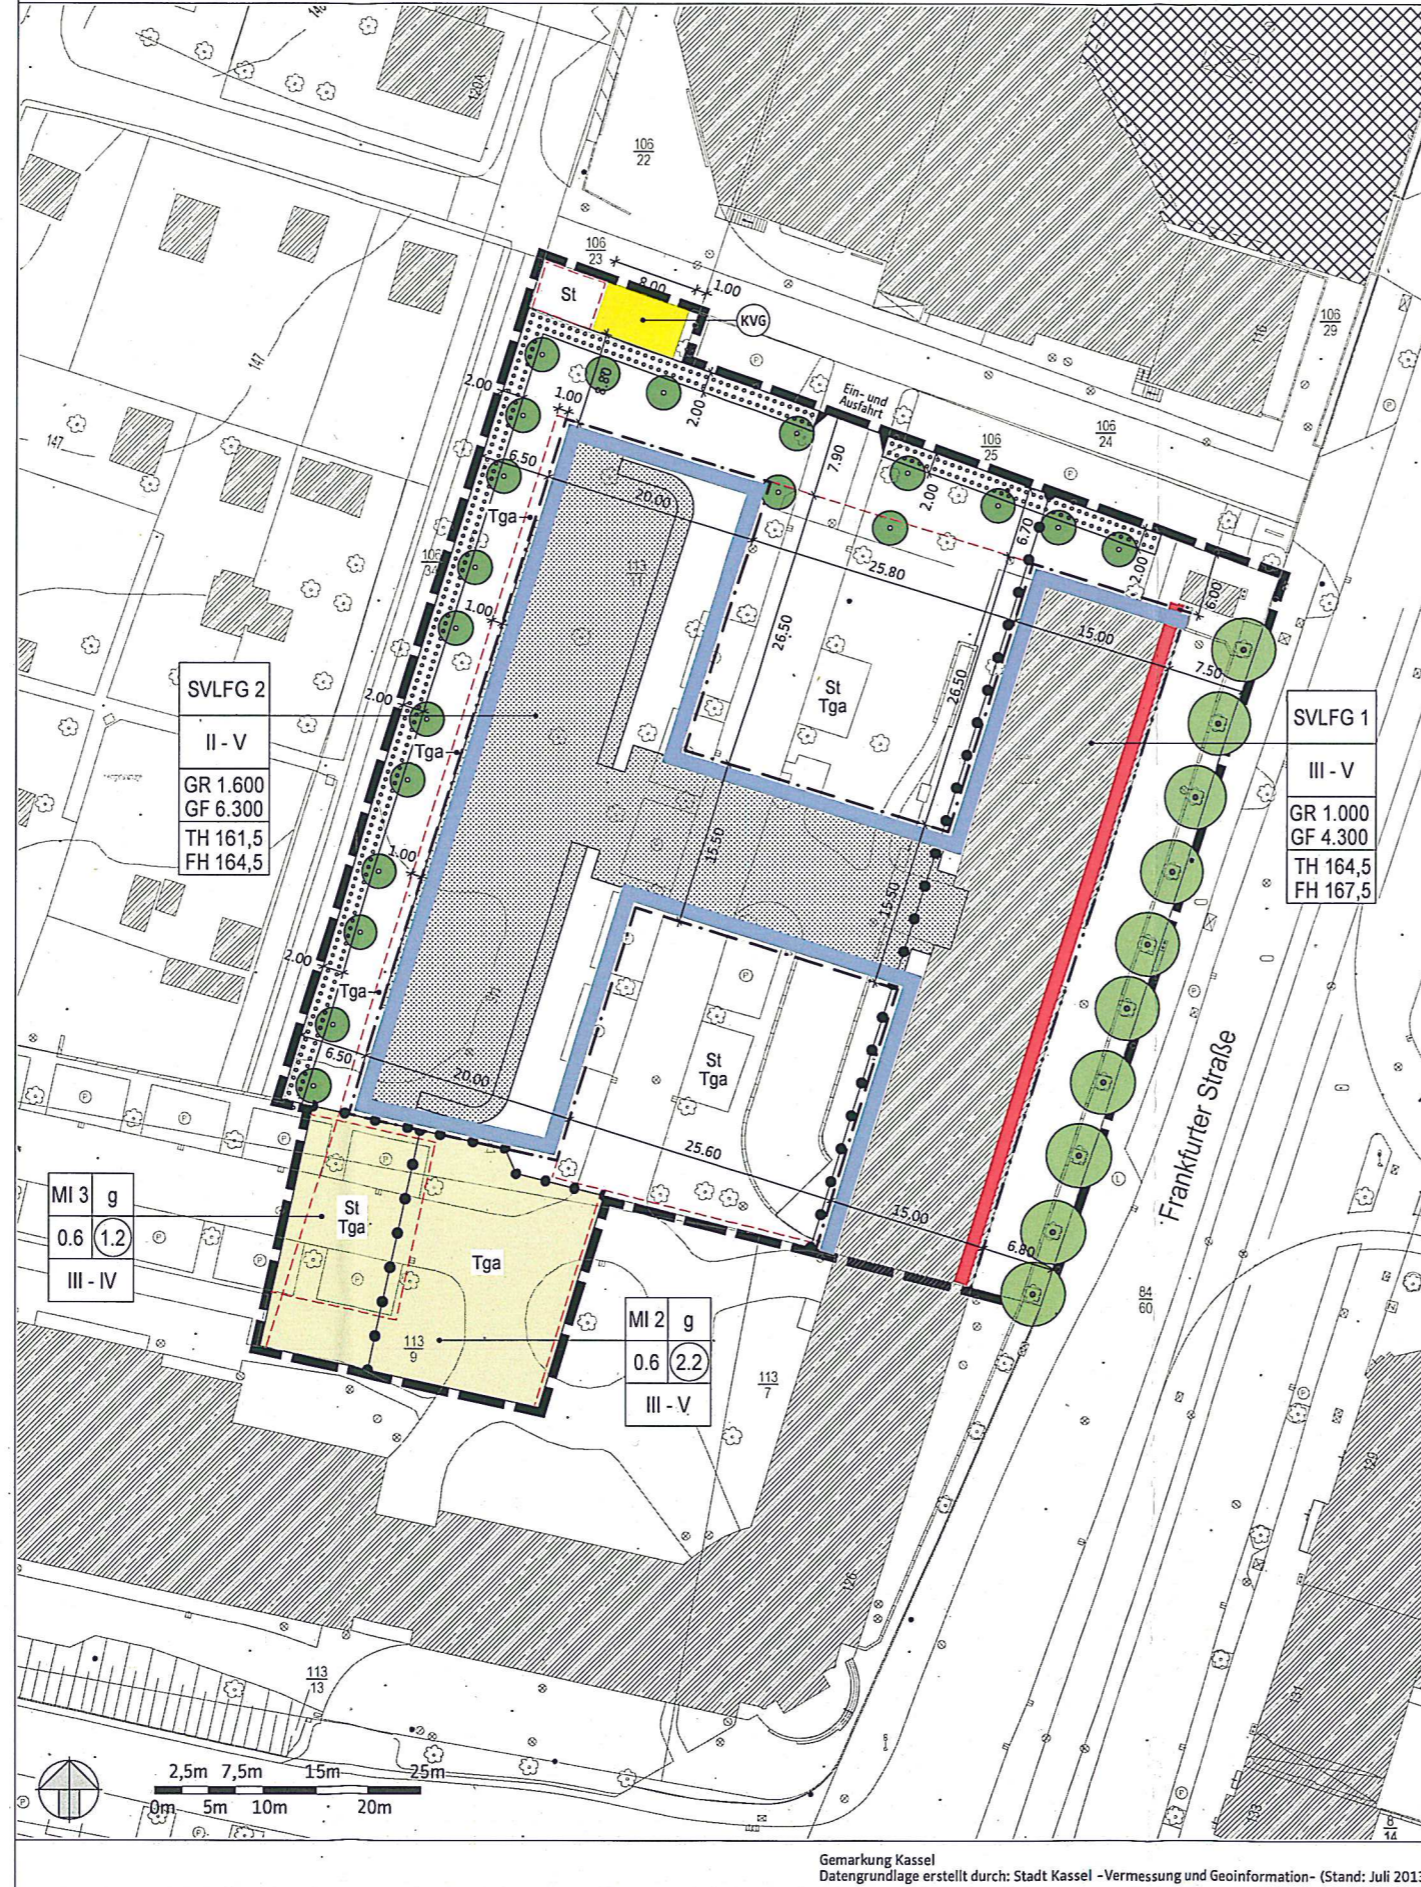 120A
106
22
106
23
St
8.00
1.00
KVG
106
29
116
147
147
2.00
1.00
2.00
Ein- und
Ausfahrt
106
24
106
25
7.90
6.50
Tga
20.00
2.00
6.70
25.80
2.00
6.00
1.00
26.50
15.00
7.50
26.50
St
Tga
2.00
Tga
SVLFG 2
II - V
GR 1.600
GF 6.300
TH 161,5
FH 164,5
SVLFG 1
III - V
GR 1.000
GF 4.300
TH 164,5
FH 167,5
1.00
15.50
15.50
2.00
Tga
6.50
20.00
St
Tga
25.60
15.00
6.80
Frankfurter Straße
MI 3 g
0.6 1.2
III - IV
St
Tga
Tga
113
9
MI 2 g
0.6 2.2
III - V
113
7
84
60
126
129
131
133
113
13
2,5m 7,5m 15m 25m
0m 5m 10m 20m
8
14
Gemarkung Kassel
Datengrundlage erstellt durch: Stadt Kassel -Vermessung und Geoinformation- (Stand: Juli 2013